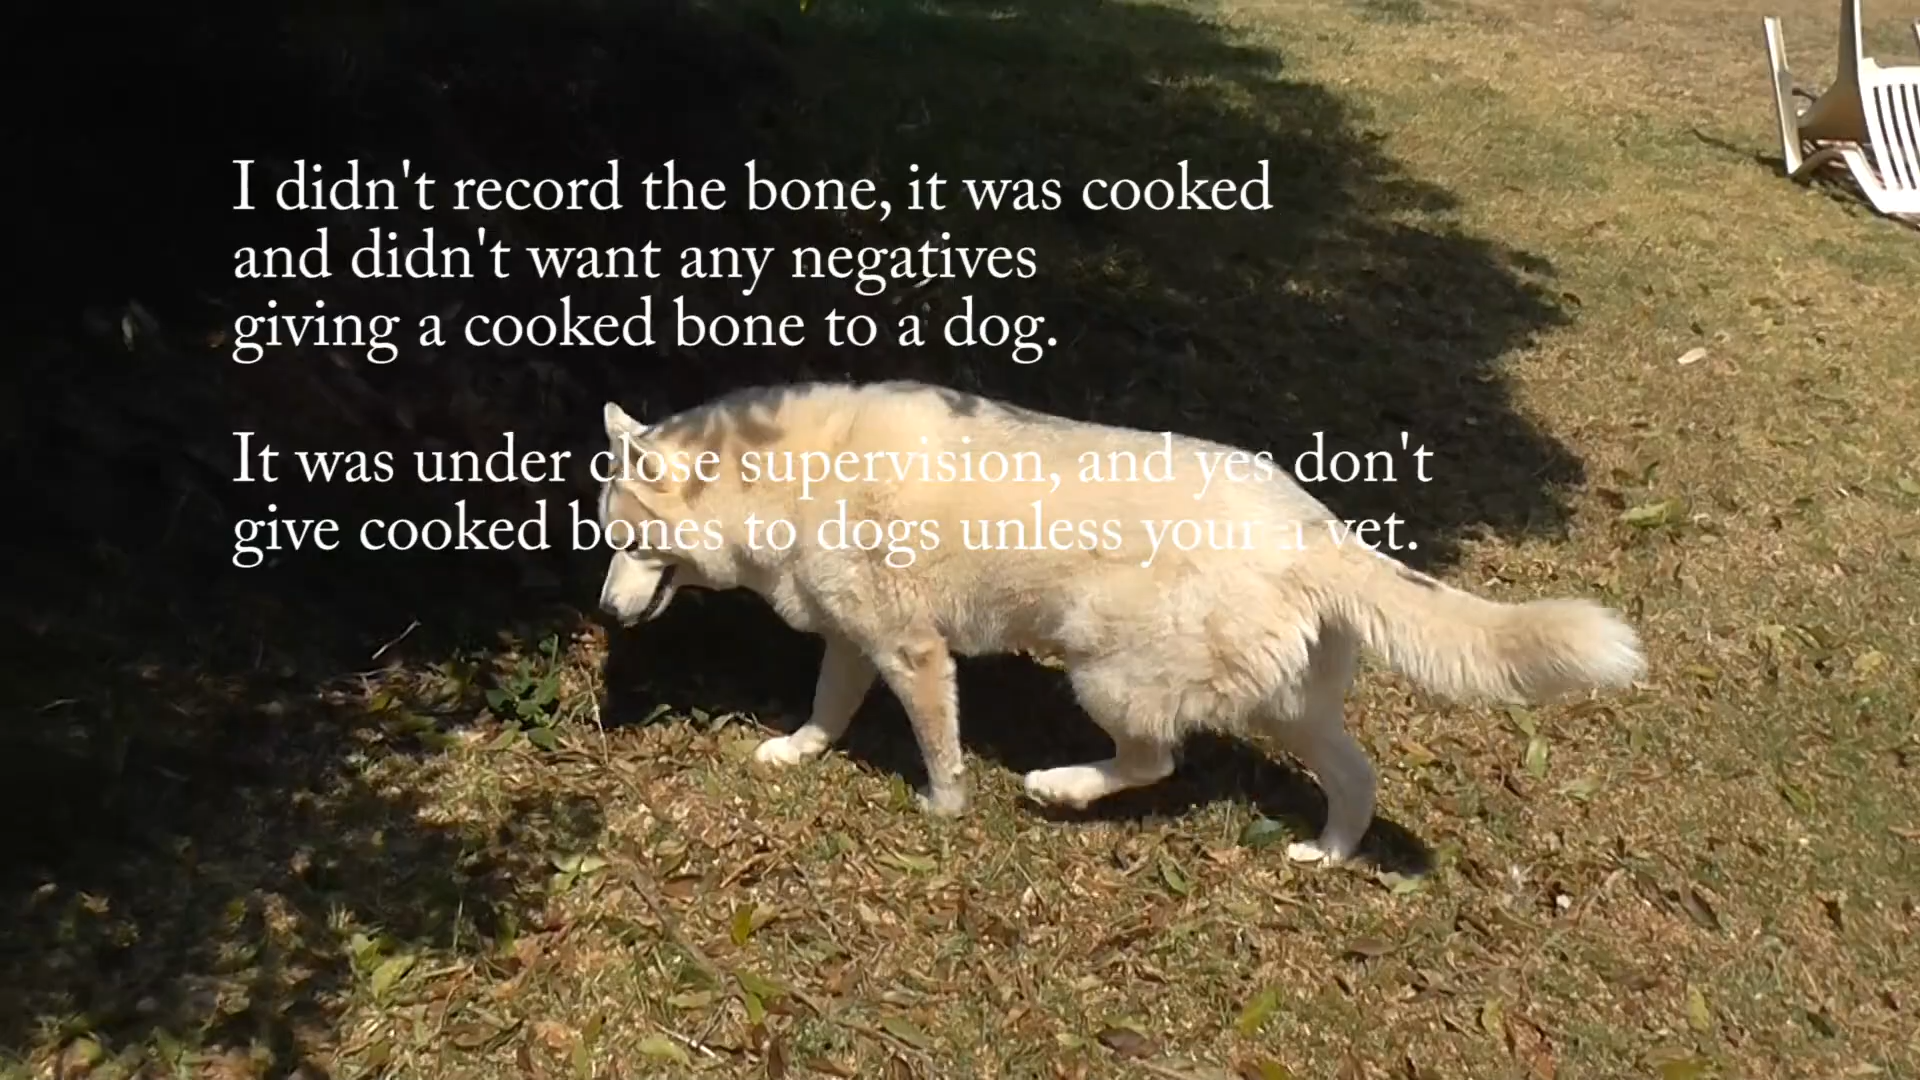 I didn't record the bone, it was cooked
and didn't want any negatives
giving a cooked bone to a dog.
It was under close supervision, and yes don't
give cooked bones to dogs unless your a vet.